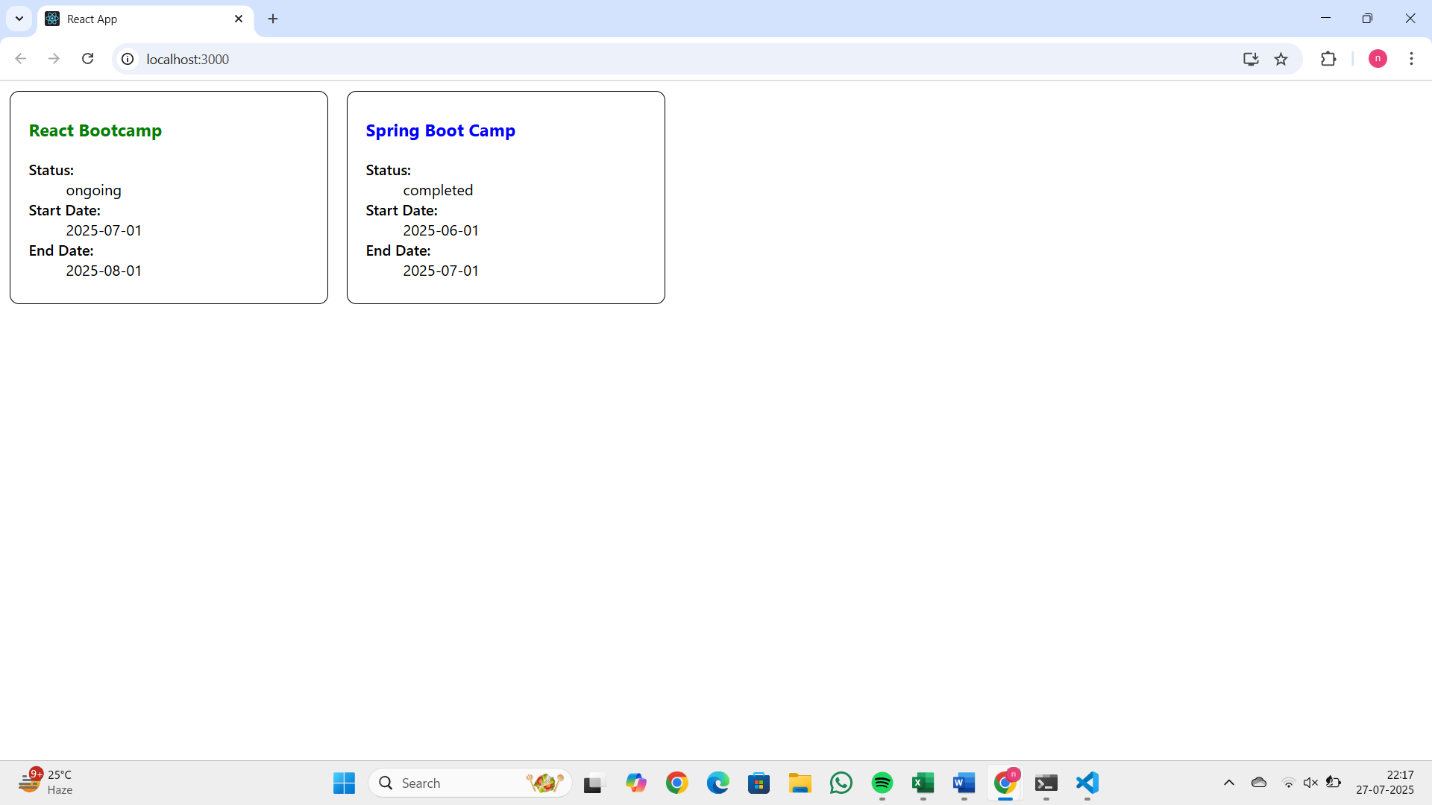 React App
localhost:3000
n
React Bootcamp
Status:
ongoing
Start Date:
2025-07-01
End Date:
2025-08-01
Spring Boot Camp
Status:
completed
Start Date:
2025-06-01
End Date:
2025-07-01
9+
25°C
Haze
Search
n
22:17
27-07-2025